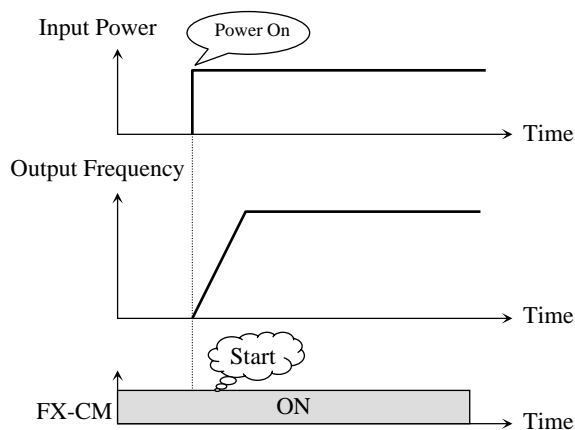 Input Power
Power On
Time
Output Frequency
Time
Start
FX-CM
ON
Time